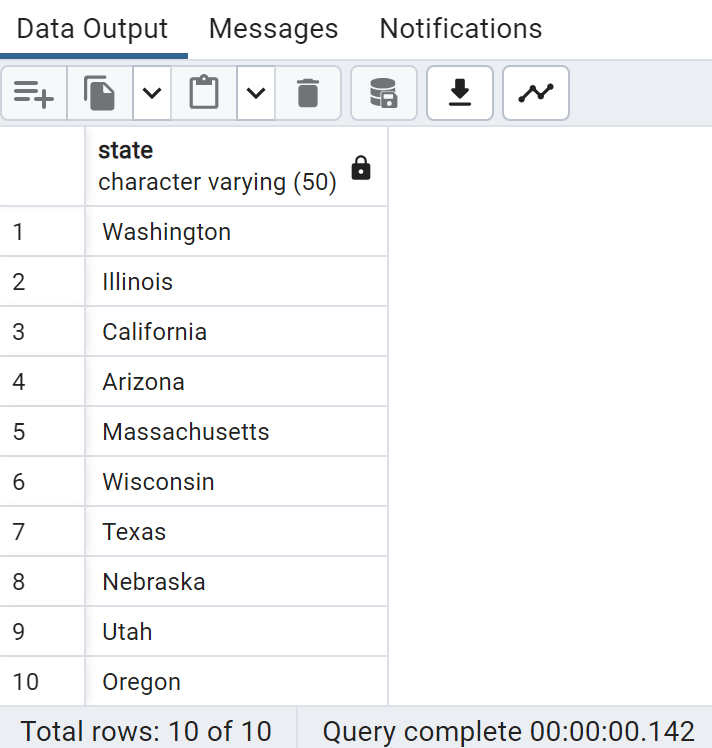 Data Output Messages Notifications
state
character varying (50)
1 Washington
2 Illinois
3 California
4 Arizona
5 Massachusetts
6 Wisconsin
7 Texas
8 Nebraska
9 Utah
10 Oregon
Total rows: 10 of 10 Query complete 00:00:00.142